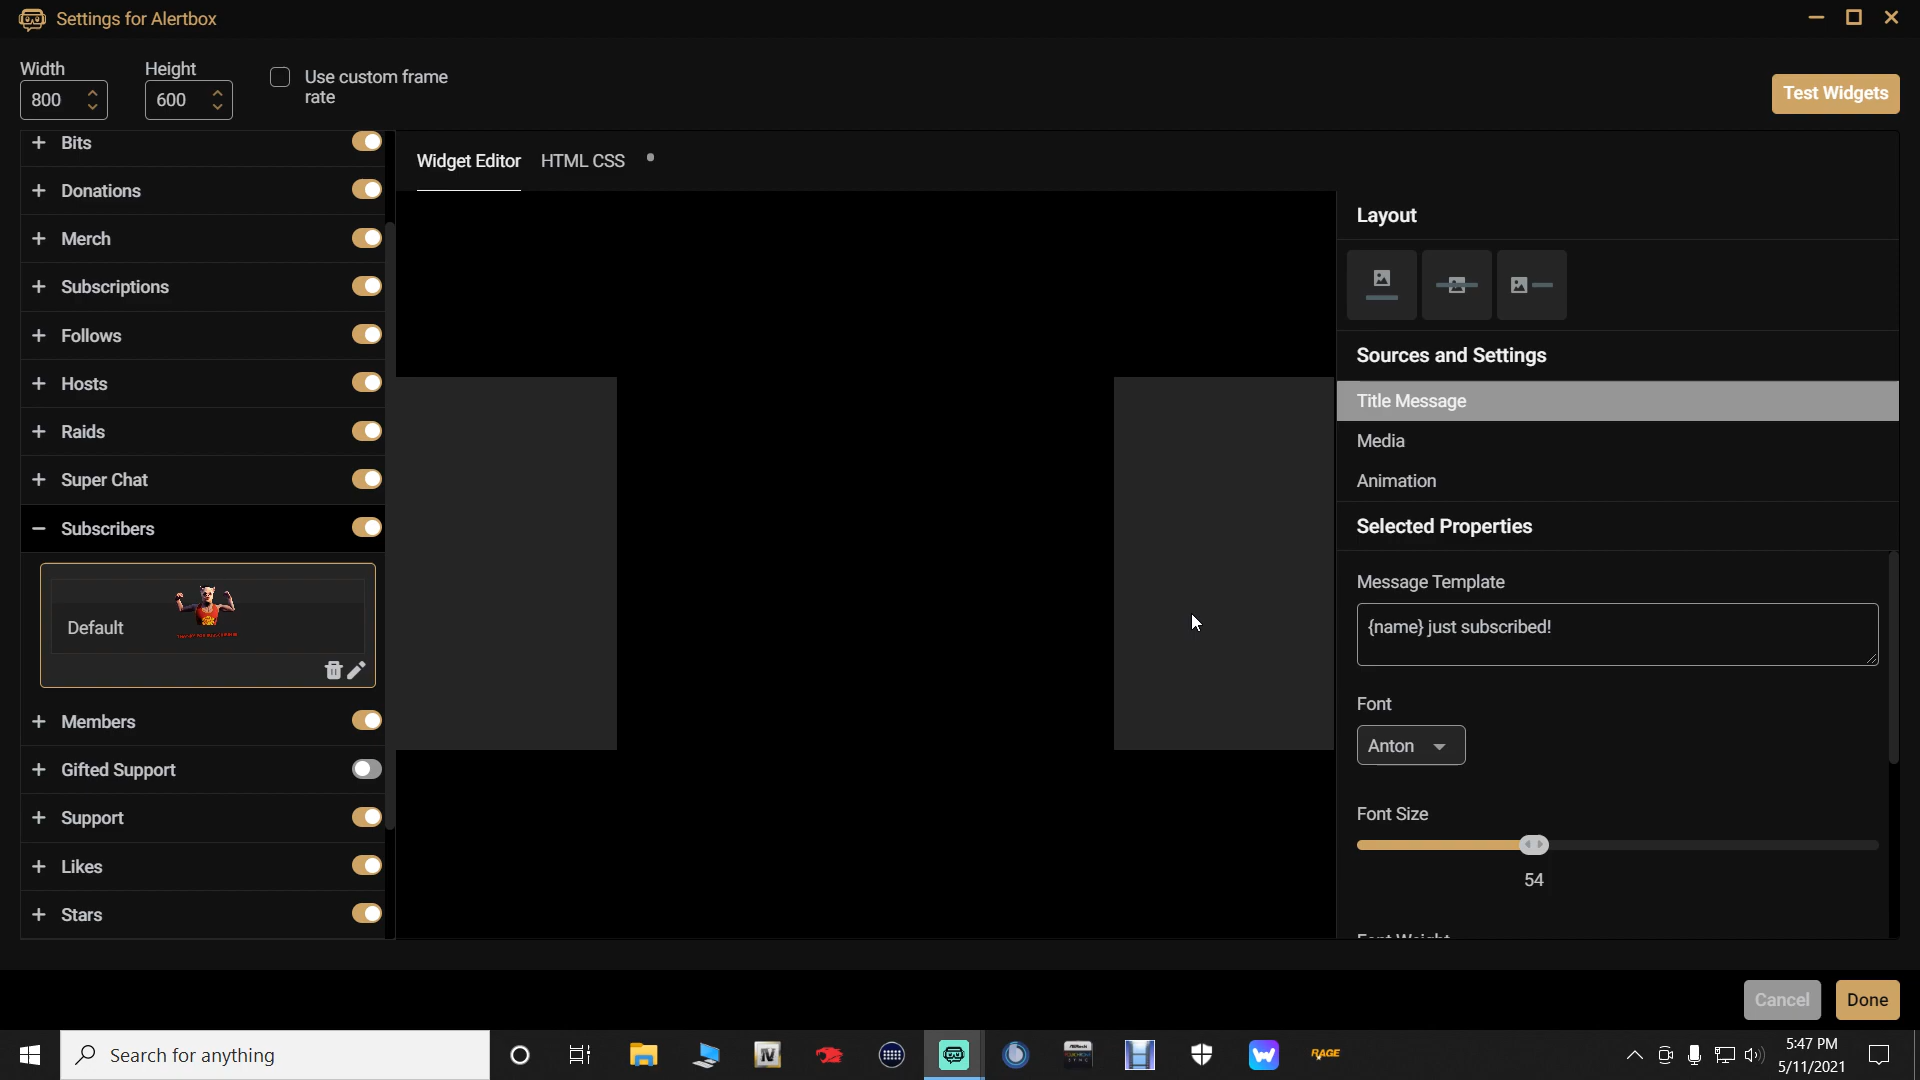 Settings for Alertbox
Width
Height
800
600
Use custom frame
rate
Test Widgets
Bits
Donations
Merch
Subscriptions
Follows
Hosts
Raids
Super Chat
Subscribers
Default
Members
Gifted Support
Support
Likes
Stars
Widget Editor
HTML CSS
Layout
Sources and Settings
Title Message
Media
Animation
Selected Properties
Message Template
{name} just subscribed!
Font
Anton
Font Size
54
Font Weight
Cancel
Done
Search for anything
IV
RAGE
5:47 PM
5/11/2021